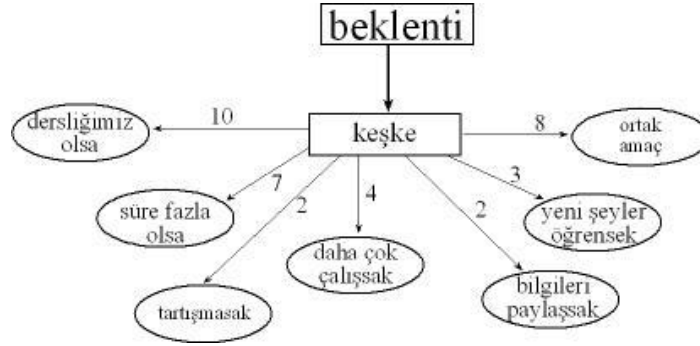 beklenti
dersliğimiz
olsa
10
keşke
8
ortak
amaç
7
2
4
2
3
süre fazla
olsa
tartışmasak
daha çok
çalışsak
bilgileri
paylaşsak
yeni şeyler
öğrensek